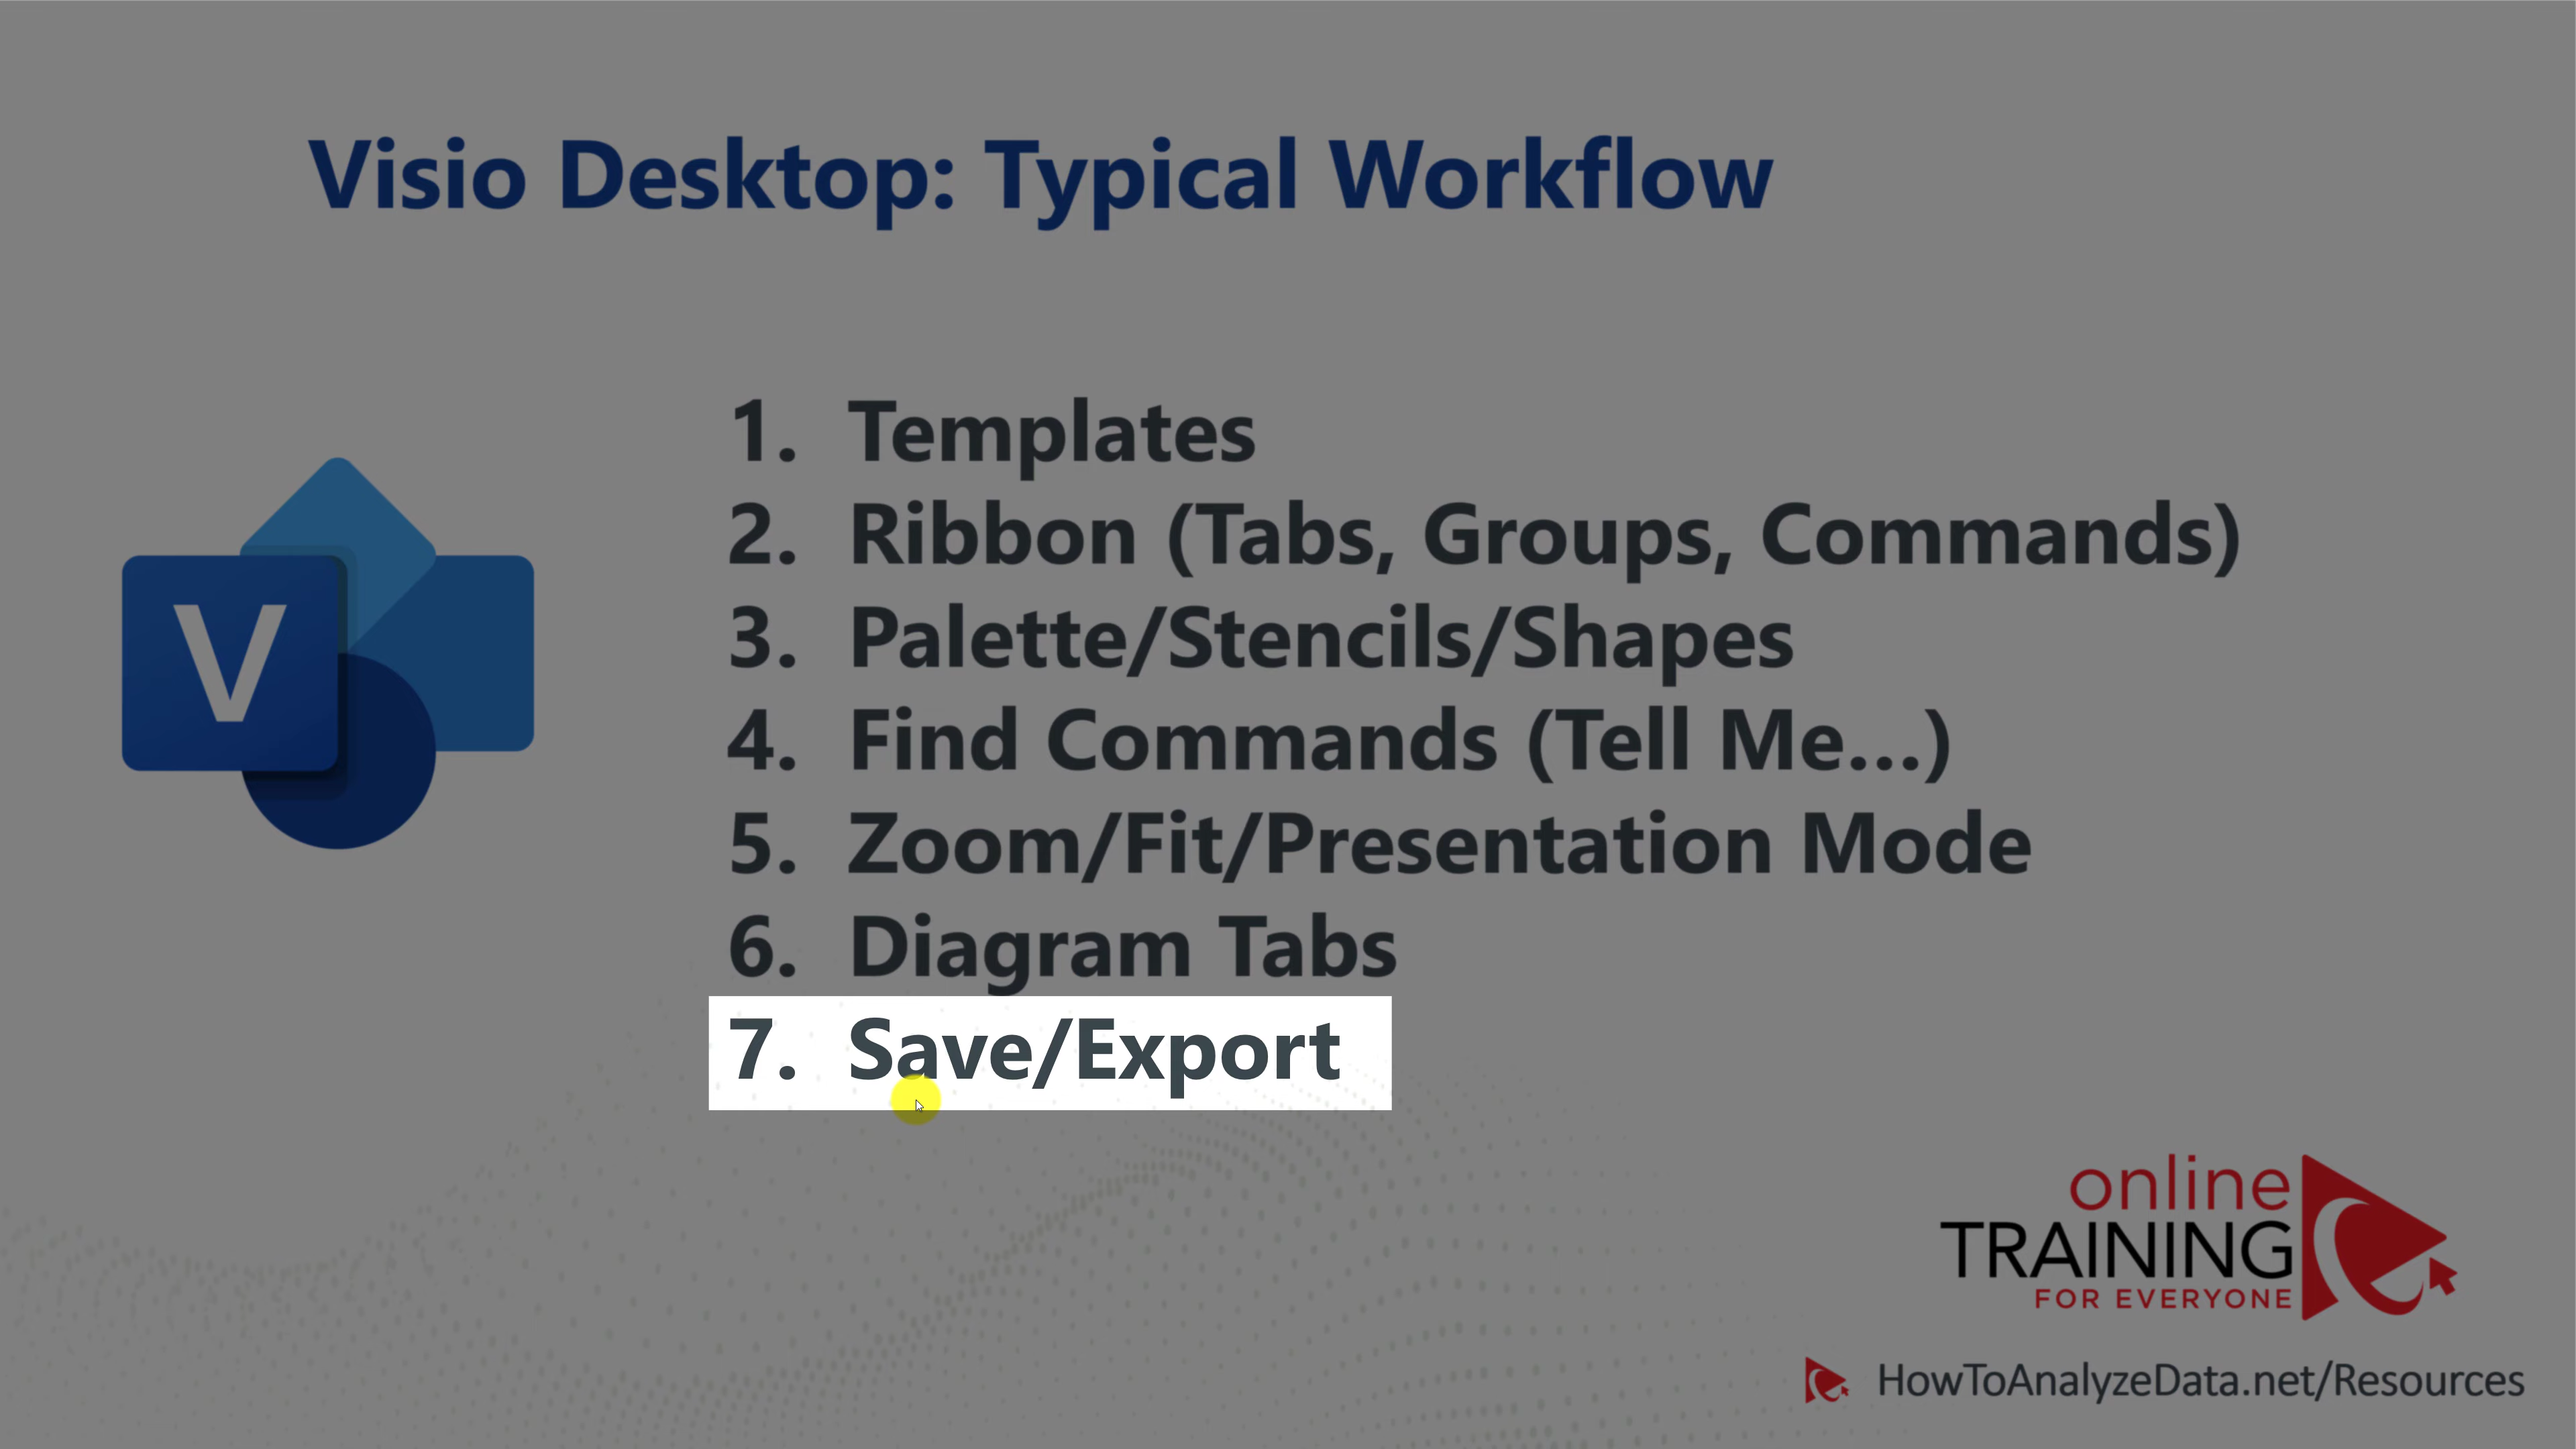 Visio Desktop: Typical Workflow
1. Templates
2. Ribbon (Tabs, Groups, Commands)
3. Palette/Stencils/Shapes
V
4. Find Commands (Tell Me...)
5. Zoom/Fit/Presentation Mode
6. Diagram Tabs
7. Save/Export
online
TRAINING
FOR EVERYONE
HowToAnalyzeData.net/Resources